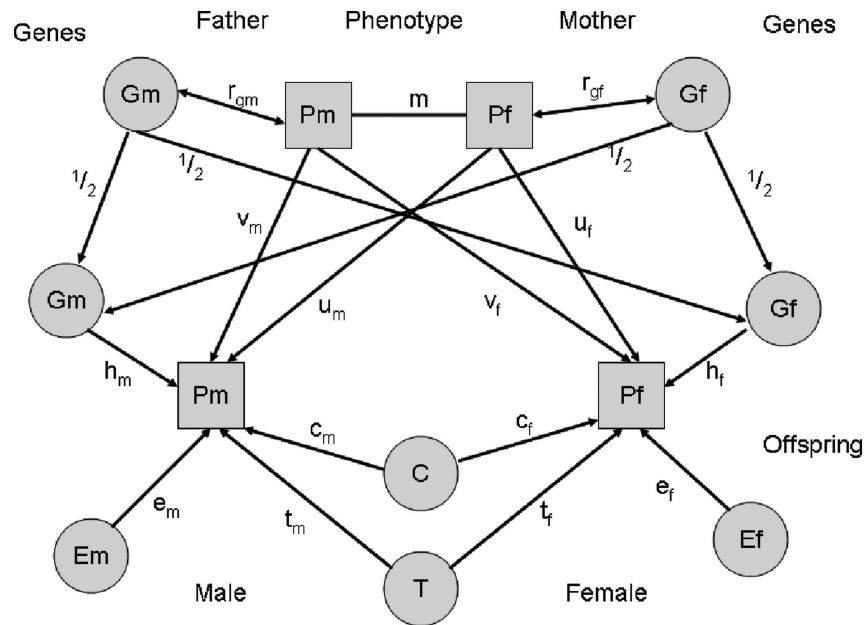 Genes Father Phenotype Mother Genes
Gm r_gm Pm m Pf r_gf Gf
1/2 1/2 1/2 1/2
v_m u_f
Gm u_m v_f Gf
h_m Pm Pf h_f
c_m c_f Offspring
C
e_m t_m t_f e_f
Em Ef
Male T Female